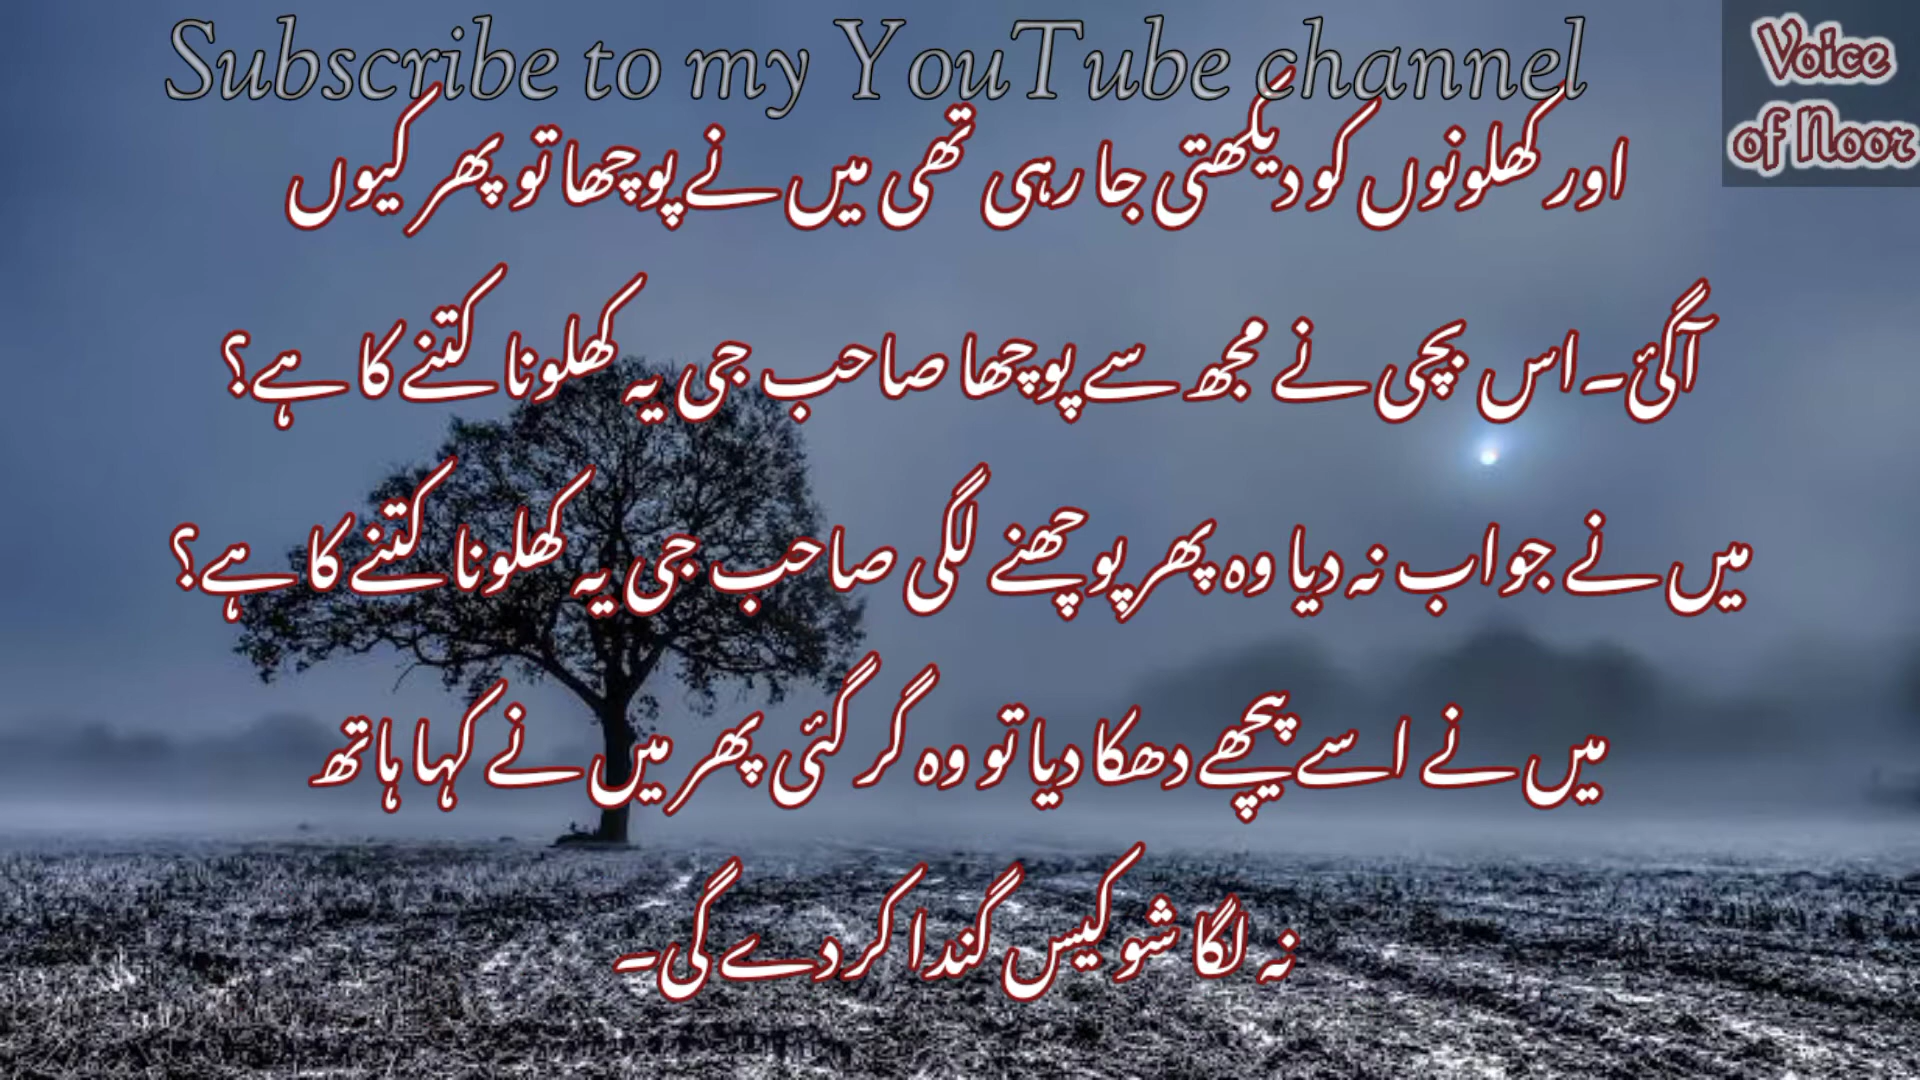 Subscribe to my YouTube channel
Voice
of Noor
اور کھلونوں کو دیکھتی جا رہی تھی میں نے پوچھا تو پھر کیوں
آگئ۔ اس بچی نے مجھ سے پوچھا صاحب جی یہ کھلونا کتنے کا ہے؟
میں نے جواب نہ دیا وہ پھر پوچھنے لگی صاحب جی یہ کھلونا کتنے کا ہے؟
میں نے اسے پیچھے دھکا دیا تو وہ گر گئی پھر میں نے کہا ہاتھ
نہ لگا شوکیس گندا کر دے گی۔